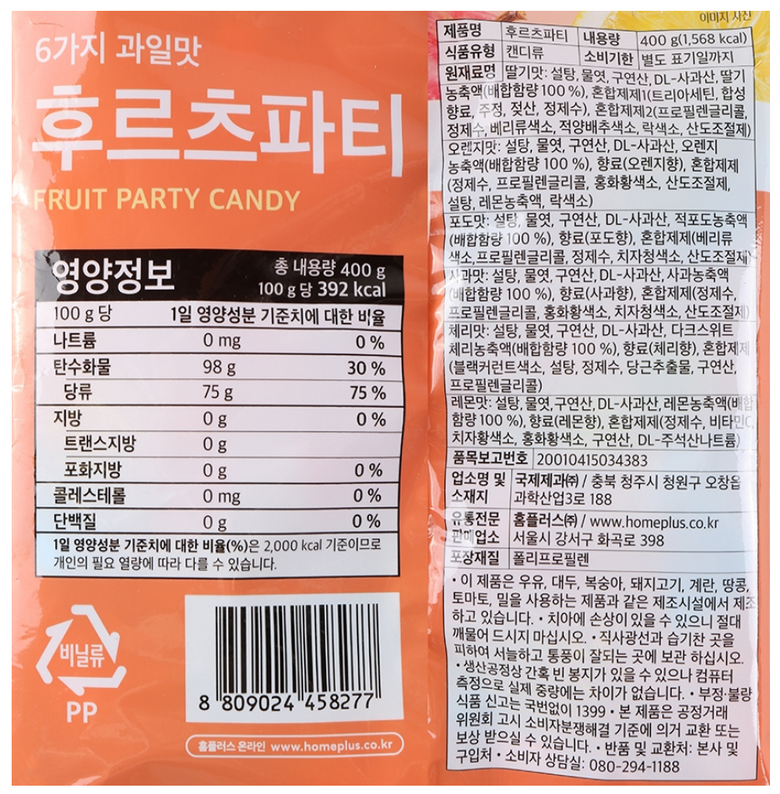 6가지 과일맛
후르츠파티
FRUIT PARTY CANDY
영양정보
총 내용량 400 g
100 g 당 392 kcal
100 g 당 1일 영양성분 기준치에 대한 비율
나트륨 0 mg 0 %
탄수화물 98 g 30 %
당류 75 g 75 %
지방 0 g 0 %
트랜스지방 0 g
포화지방 0 g 0 %
콜레스테롤 0 mg 0 %
단백질 0 g 0 %
1일 영양성분 기준치에 대한 비율(%)은 2,000 kcal 기준이므로
개인의 필요 열량에 따라 다를 수 있습니다.
비닐류
PP
8 809024 458277
홈플러스 온라인 www.homeplus.co.kr
이미지 사진
제품명 후르츠파티 내용량 400 g(1,568 kcal)
식품유형 캔디류 소비기한 별도 표기일까지
원재료명 딸기맛: 설탕, 물엿, 구연산, DL-사과산, 딸기
농축액(배합함량 100 %), 혼합제제1(트리아세틴, 합성
향료, 주정, 젖산, 정제수), 혼합제제2(프로필렌글리콜,
정제수, 베리류색소, 적양배추색소, 락색소, 산도조절제)
오렌지맛: 설탕, 물엿, 구연산, DL-사과산, 오렌지
농축액(배합함량 100 %), 향료(오렌지향), 혼합제제
(정제수, 프로필렌글리콜, 홍화황색소, 산도조절제,
설탕, 레몬농축액, 락색소)
포도맛: 설탕, 물엿, 구연산, DL-사과산, 적포도농축액
(배합함량 100 %), 향료(포도향), 혼합제제(베리류
색소, 프로필렌글리콜, 정제수, 치자청색소, 산도조절제)
사과맛: 설탕, 물엿, 구연산, DL-사과산, 사과농축액
(배합함량 100 %), 향료(사과향), 혼합제제(정제수,
프로필렌글리콜, 홍화황색소, 치자청색소, 산도조절제)
체리맛: 설탕, 물엿, 구연산, DL-사과산, 다크스위트
체리농축액(배합함량 100 %), 향료(체리향), 혼합제제
(블랙커런트색소, 설탕, 정제수, 당근추출물, 구연산,
프로필렌글리콜)
레몬맛: 설탕, 물엿, 구연산, DL-사과산, 레몬농축액(배합
함량 100 %), 향료(레몬향), 혼합제제(정제수, 비타민C,
치자황색소, 홍화황색소, 구연산, DL-주석산나트륨)
품목보고번호 20010415034383
업소명 및 국제제과㈜ / 충북 청주시 청원구 오창읍
소재지 과학산업3로 188
유통전문 홈플러스㈜ / www.homeplus.co.kr
판매업소 서울시 강서구 화곡로 398
포장재질 폴리프로필렌
• 이 제품은 우유, 대두, 복숭아, 돼지고기, 계란, 땅콩,
토마토, 밀을 사용하는 제품과 같은 제조시설에서 제조
하고 있습니다. • 치아에 손상이 있을 수 있으니 절대
깨물어 드시지 마십시오. • 직사광선과 습기찬 곳을
피하여 서늘하고 통풍이 잘되는 곳에 보관 하십시오.
• 생산공정상 간혹 빈 봉지가 있을 수 있으나 컴퓨터
측정으로 실제 중량에는 차이가 없습니다. • 부정·불량
식품 신고는 국번없이 1399 • 본 제품은 공정거래
위원회 고시 소비자분쟁해결 기준에 의거 교환 또는
보상 받으실 수 있습니다. • 반품 및 교환처: 본사 및
구입처 • 소비자 상담실: 080-294-1188